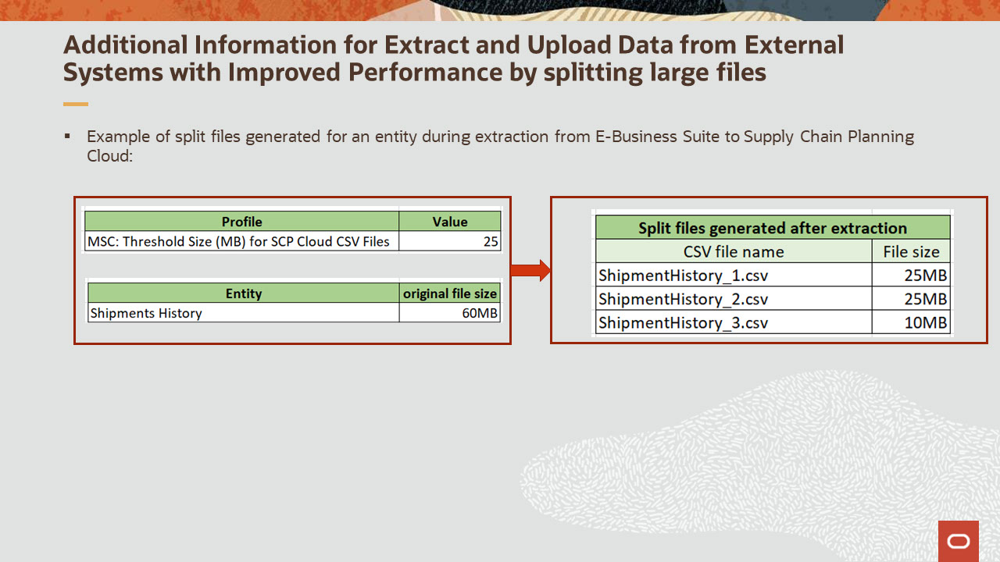 Additional Information for Extract and Upload Data from External
Systems with Improved Performance by splitting large files
▪ Example of split files generated for an entity during extraction from E-Business Suite to Supply Chain Planning
Cloud:
Profile Value
MSC: Threshold Size (MB) for SCP Cloud CSV Files 25
Entity original file size
Shipments History 60MB
Split files generated after extraction
CSV file name File size
ShipmentHistory_1.csv 25MB
ShipmentHistory_2.csv 25MB
ShipmentHistory_3.csv 10MB